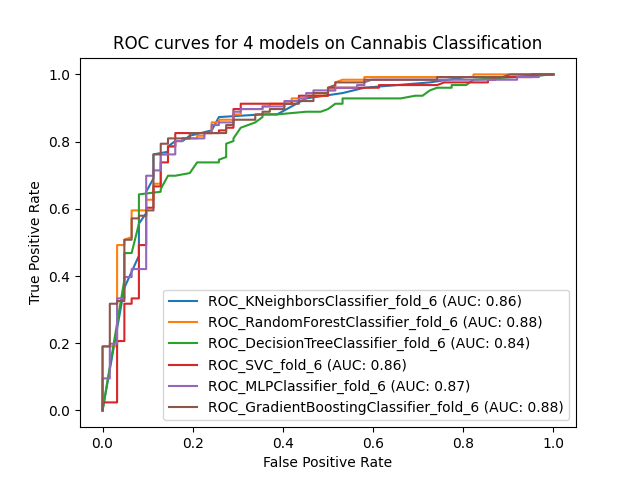 ROC curves for 4 models on Cannabis Classification
True Positive Rate
1.0
0.8
0.6
0.4
0.2
0.0
ROC_KNeighborsClassifier_fold_6 (AUC: 0.86)
ROC_RandomForestClassifier_fold_6 (AUC: 0.88)
ROC_DecisionTreeClassifier_fold_6 (AUC: 0.84)
ROC_SVC_fold_6 (AUC: 0.86)
ROC_MLPClassifier_fold_6 (AUC: 0.87)
ROC_GradientBoostingClassifier_fold_6 (AUC: 0.88)
0.0 0.2 0.4 0.6 0.8 1.0
False Positive Rate